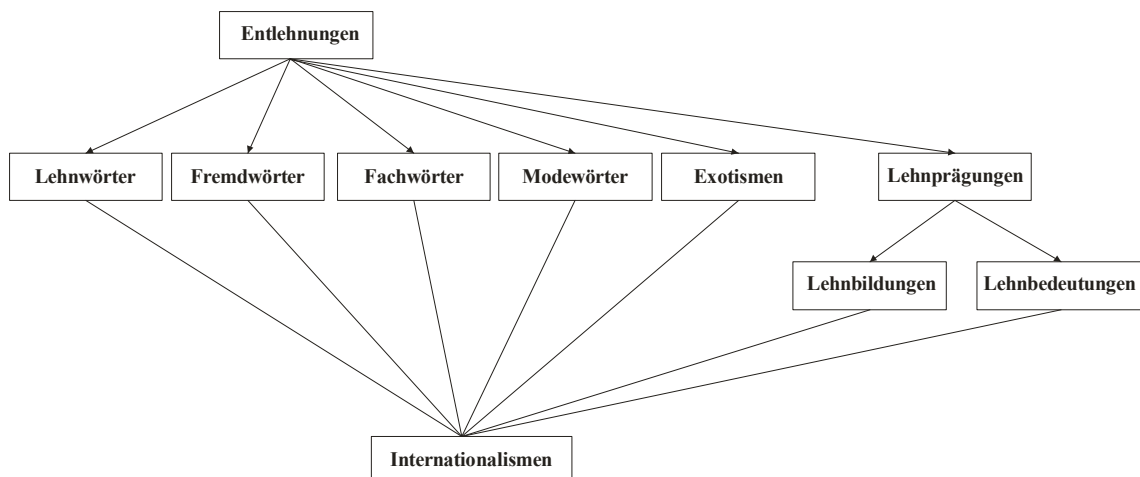 Entlehnungen
Lehnwörter
Fremdwörter
Fachwörter
Modewörter
Exotismen
Lehnprägungen
Lehnbildungen
Lehnbedeutungen
Internationalismen